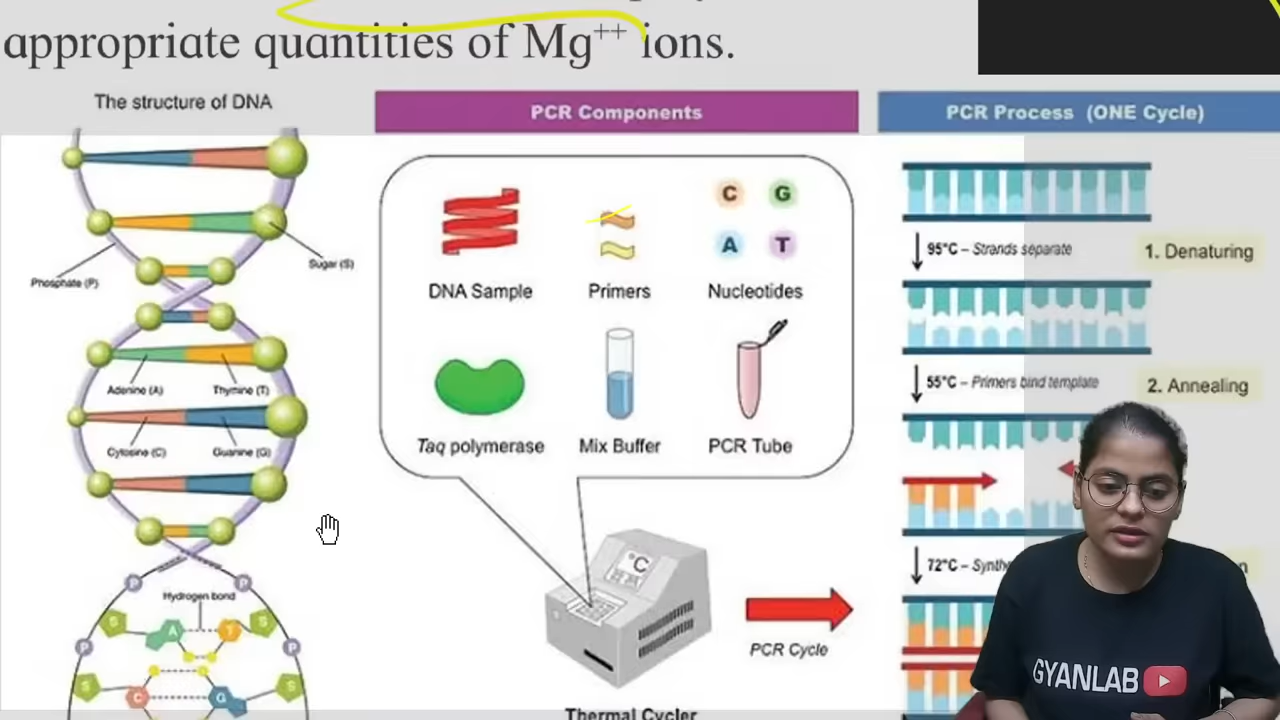 appropriate quantities of Mg⁺⁺ ions.
The structure of DNA
Phosphate (P)
Sugar (S)
Adenine (A)
Thymine (T)
Cytosine (C)
Guanine (G)
Hydrogen bond
P
P
S
A
T
S
P
P
S
C
G
S
PCR Components
C
G
A
T
DNA Sample
Primers
Nucleotides
Taq polymerase
Mix Buffer
PCR Tube
°C
PCR Cycle
Thermal Cycler
PCR Process (ONE Cycle)
95°C – Strands separate
1. Denaturing
55°C – Primers bind template
2. Annealing
72°C –
GYANLAB